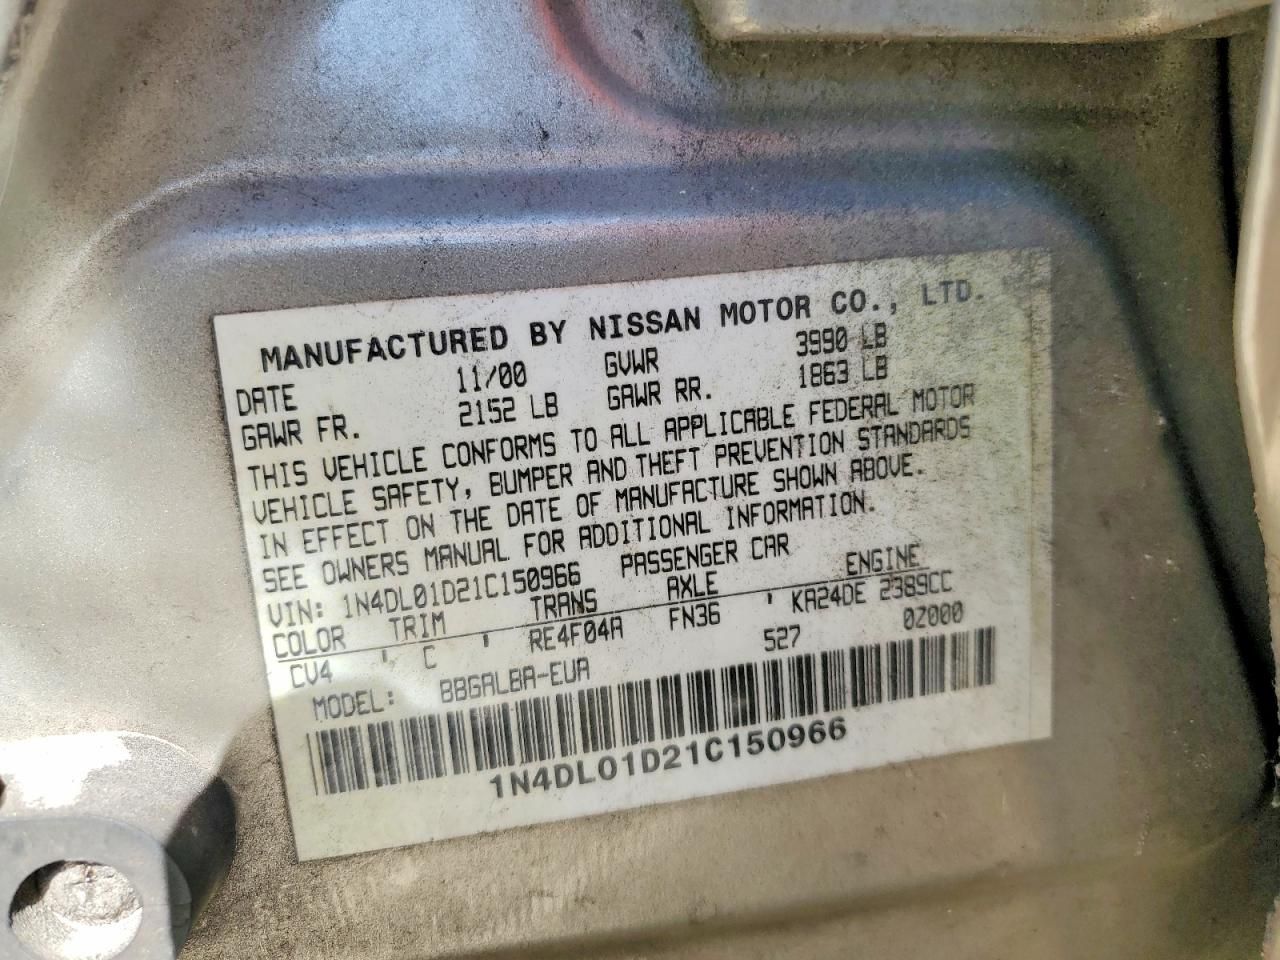 MANUFACTURED BY NISSAN MOTOR CO., LTD.
DATE 11/00 GVWR 3990 LB
GAWR FR. 2152 LB GAWR RR. 1863 LB
THIS VEHICLE CONFORMS TO ALL APPLICABLE FEDERAL MOTOR
VEHICLE SAFETY, BUMPER AND THEFT PREVENTION STANDARDS
IN EFFECT ON THE DATE OF MANUFACTURE SHOWN ABOVE.
SEE OWNERS MANUAL FOR ADDITIONAL INFORMATION.
VIN: 1N4DL01D21C150966 PASSENGER CAR
COLOR TRIM TRANS AXLE ENGINE
CV4 ' C ' RE4F04A FN36 ' KA24DE 2389CC
MODEL: BBGALBA-EUA 527 0Z000
1N4DL01D21C150966